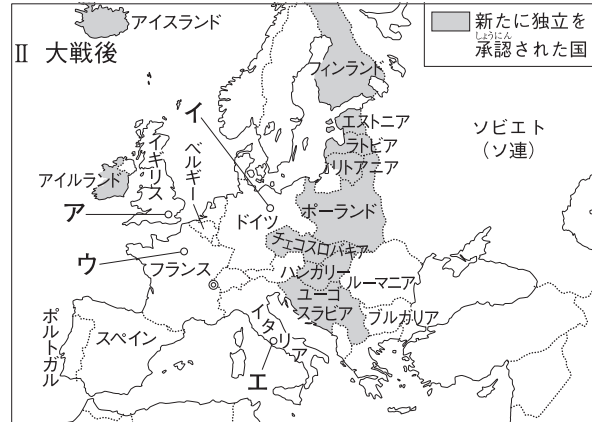 アイスランド
Ⅱ 大戦後
新たに独立を
承認された国
しょうにん
フィンランド
イ
エストニア
ラトビア
リトアニア
ソビエト
(ソ連)
イギリス
ベルギー
アイルランド
ア
ドイツ
ポーランド
チェコスロバキア
ウ
フランス
ハンガリー
ルーマニア
ユーゴ
スラビア
ブルガリア
イタリア
ポルトガル
スペイン
エ